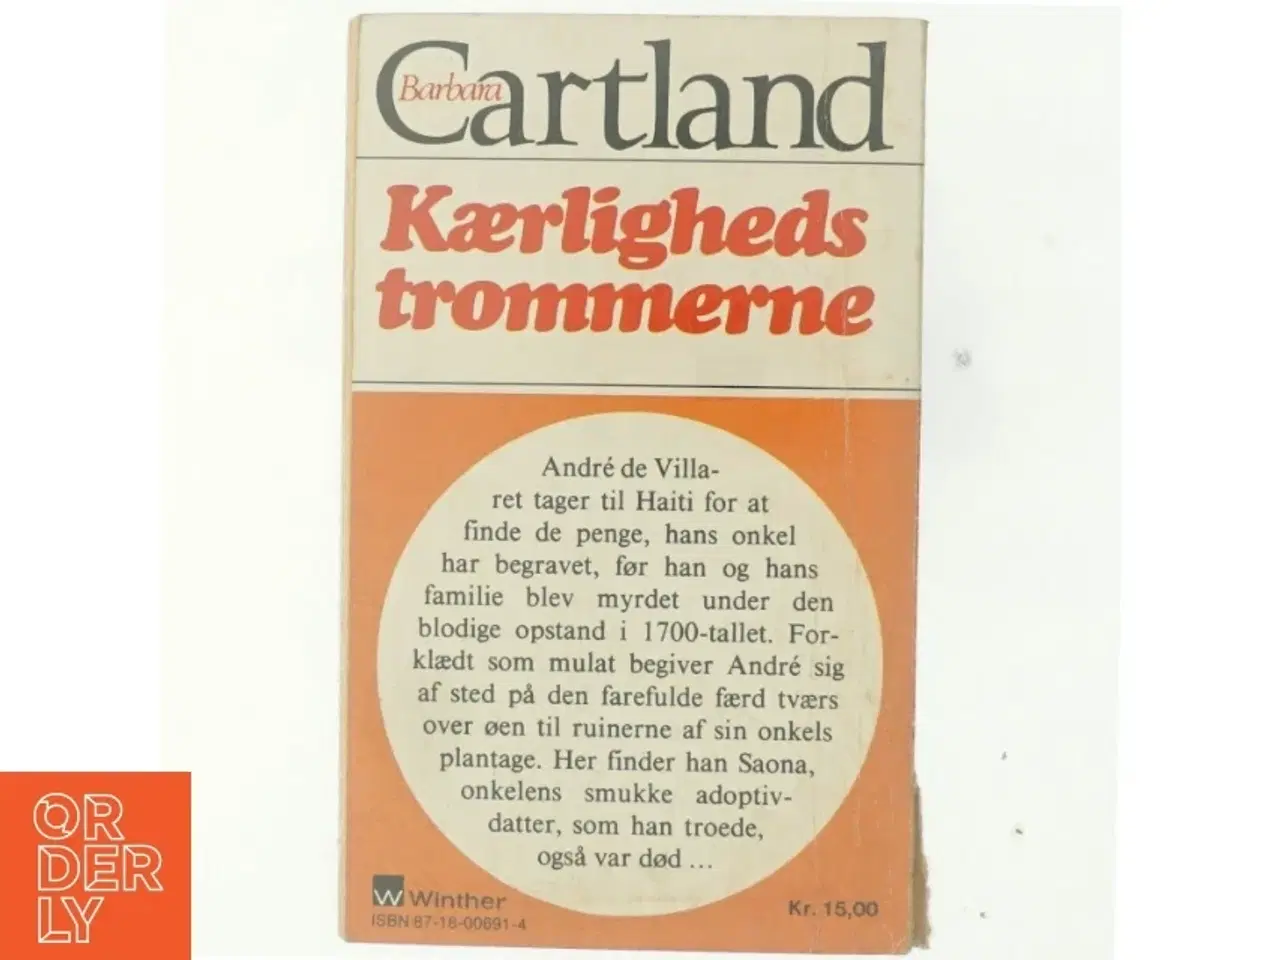 Barbara
Cartland
Kærligheds
trommerne
André de Villa-
ret tager til Haiti for at
finde de penge, hans onkel
har begravet, før han og hans
familie blev myrdet under den
blodige opstand i 1700-tallet. For-
klædt som mulat begiver André sig
af sted på den farefulde færd tværs
over øen til ruinerne af sin onkels
plantage. Her finder han Saona,
onkelens smukke adoptiv-
datter, som han troede,
også var død ...
W Winther
ISBN 87-18-00691-4
Kr. 15,00
OR
DER
LY